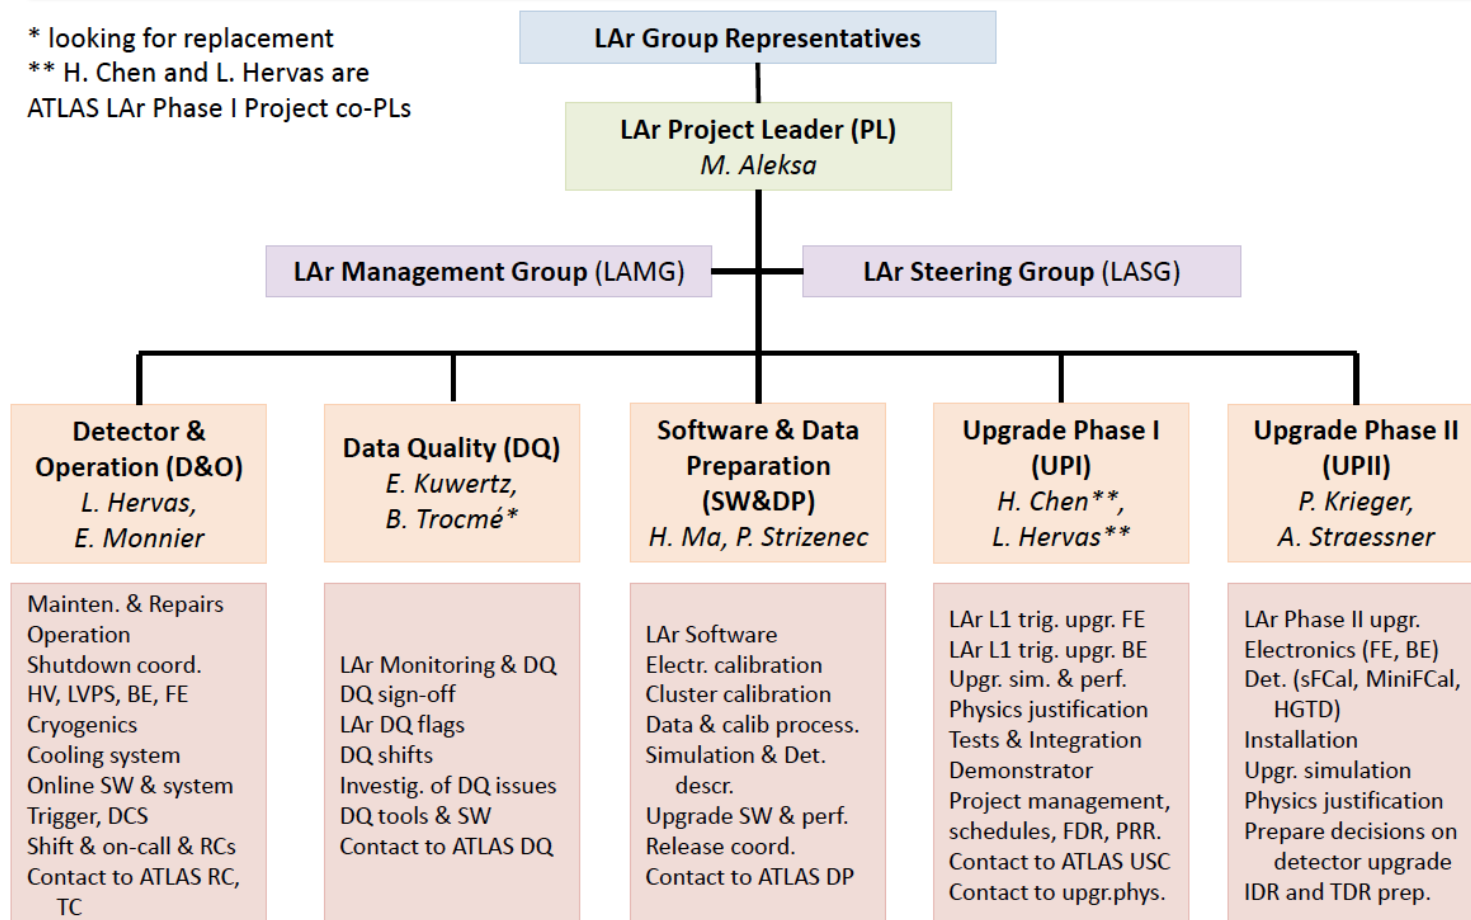 * looking for replacement
** H. Chen and L. Hervas are
ATLAS LAr Phase I Project co-PLs
LAr Group Representatives
LAr Project Leader (PL)
M. Aleksa
LAr Management Group (LAMG)
LAr Steering Group (LASG)
Detector &
Operation (D&O)
L. Hervas,
E. Monnier
Mainten. & Repairs
Operation
Shutdown coord.
HV, LVPS, BE, FE
Cryogenics
Cooling system
Online SW & system
Trigger, DCS
Shift & on-call & RCs
Contact to ATLAS RC,
TC
Data Quality (DQ)
E. Kuwertz,
B. Trocmé*
LAr Monitoring & DQ
DQ sign-off
LAr DQ flags
DQ shifts
Investig. of DQ issues
DQ tools & SW
Contact to ATLAS DQ
Software & Data
Preparation
(SW&DP)
H. Ma, P. Strizenec
LAr Software
Electr. calibration
Cluster calibration
Data & calib process.
Simulation & Det.
descr.
Upgrade SW & perf.
Release coord.
Contact to ATLAS DP
Upgrade Phase I
(UPI)
H. Chen**,
L. Hervas**
LAr L1 trig. upgr. FE
LAr L1 trig. upgr. BE
Upgr. sim. & perf.
Physics justification
Tests & Integration
Demonstrator
Project management,
schedules, FDR, PRR.
Contact to ATLAS USC
Contact to upgr.phys.
Upgrade Phase II
(UPII)
P. Krieger,
A. Straessner
LAr Phase II upgr.
Electronics (FE, BE)
Det. (sFCal, MiniFCal,
HGTD)
Installation
Upgr. simulation
Physics justification
Prepare decisions on
detector upgrade
IDR and TDR prep.